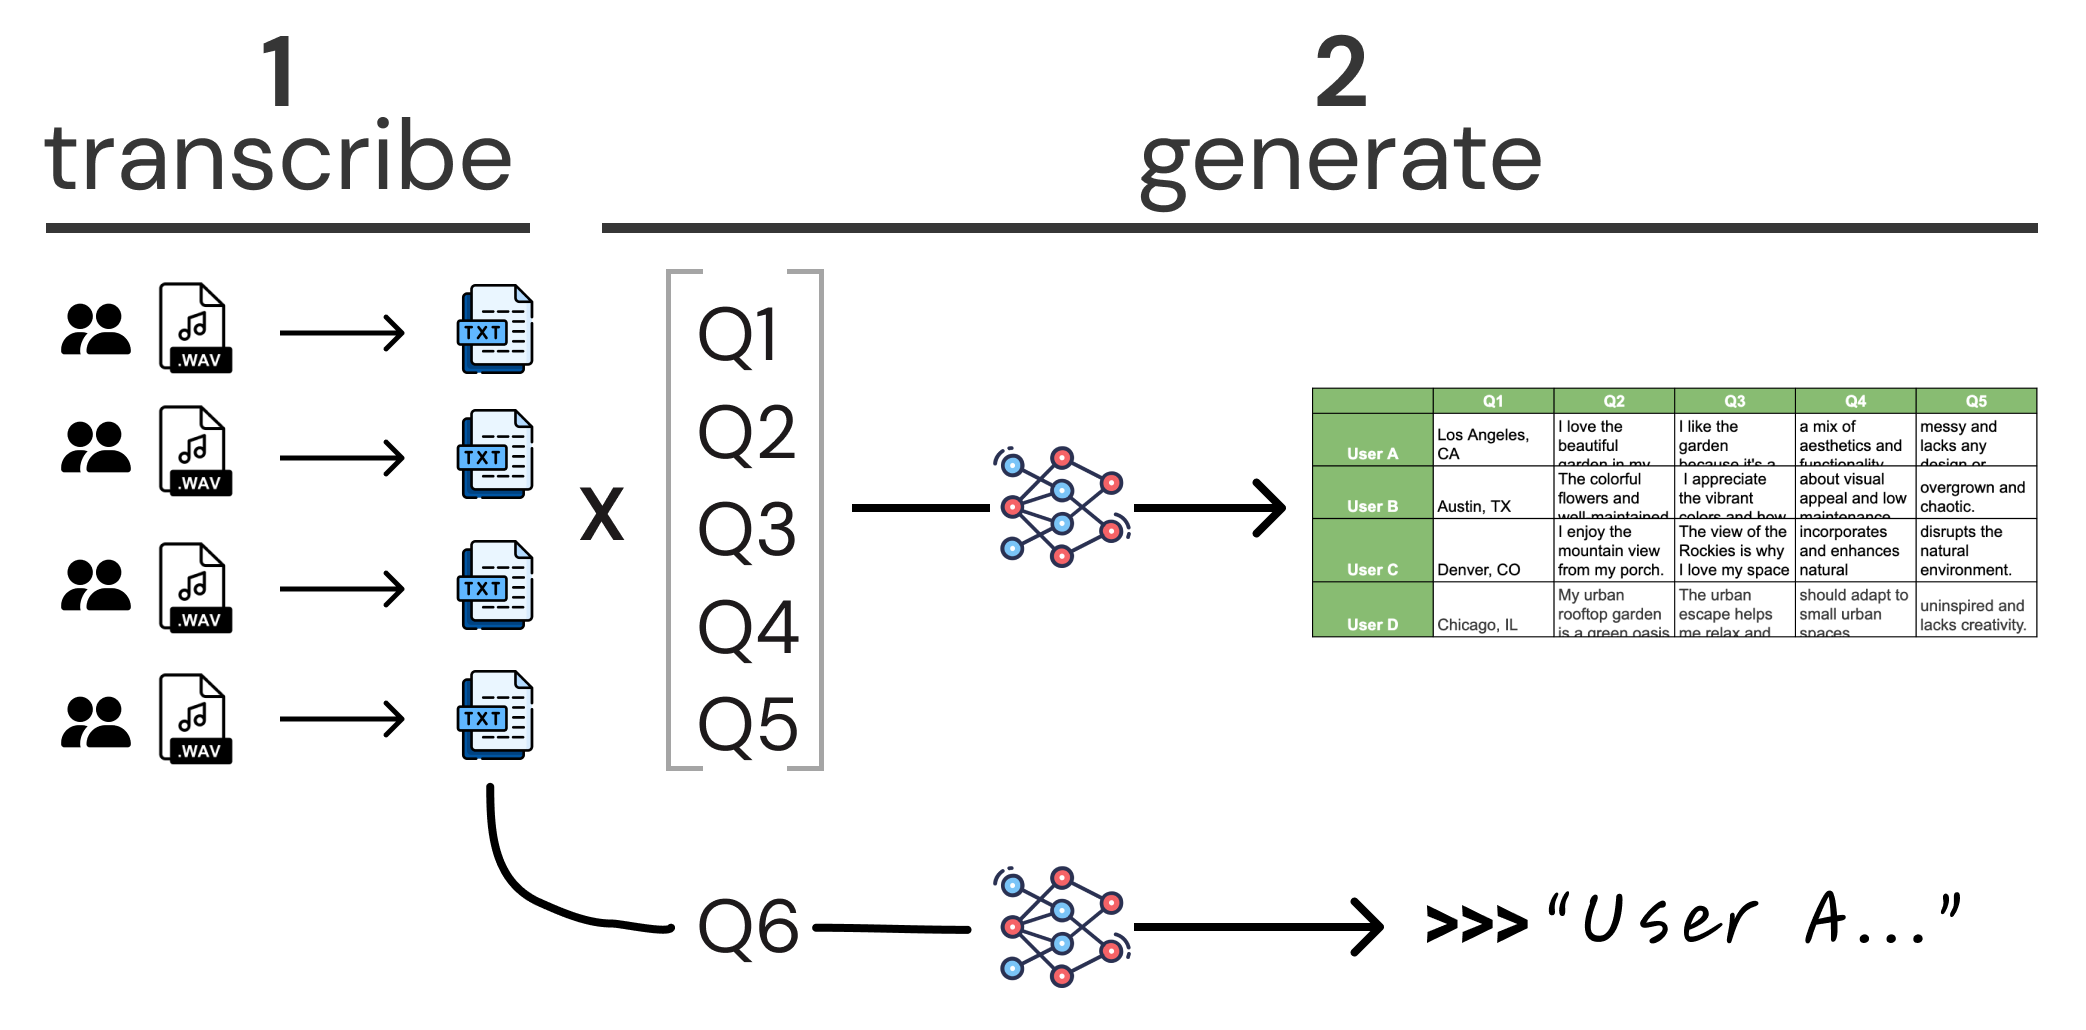 1
transcribe
2
generate
.WAV
TXT
.WAV
TXT
.WAV
TXT
.WAV
TXT
X
Q1
Q2
Q3
Q4
Q5
Q1 Q2 Q3 Q4 Q5
User A
Los Angeles,
CA
I love the
beautiful
garden in my
I like the
garden
because it's a
a mix of
aesthetics and
functionality
messy and
lacks any
design or
User B
Austin, TX
The colorful
flowers and
well-maintained
I appreciate
the vibrant
colors and how
about visual
appeal and low
maintenance
overgrown and
chaotic.
User C
Denver, CO
I enjoy the
mountain view
from my porch.
The view of the
Rockies is why
I love my space
incorporates
and enhances
natural
disrupts the
natural
environment.
User D
Chicago, IL
My urban
rooftop garden
is a green oasis
The urban
escape helps
me relax and
should adapt to
small urban
spaces
uninspired and
lacks creativity.
Q6
>>> “User A...”